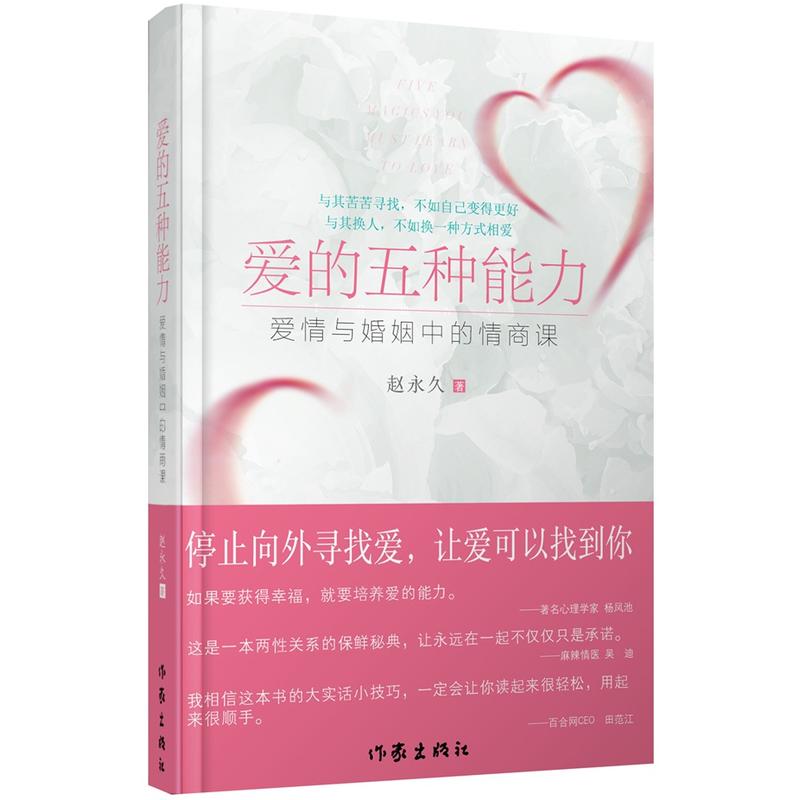 FIVE
MAGICS YOU
MUST LEARN
TO LOVE
与其苦苦寻找，不如自己变得更好
与其换人，不如换一种方式相爱
爱的五种能力
爱情与婚姻中的情商课
赵永久 著
停止向外寻找爱，让爱可以找到你
如果要获得幸福，就要培养爱的能力。
——著名心理学家 杨凤池
这是一本两性关系的保鲜秘典，让永远在一起不仅仅只是承诺。
——麻辣情医 吴 迪
我相信这本书的大实话小技巧，一定会让你读起来很轻松，用起
来很顺手。
——百合网CEO 田范江
作家出版社
爱的五种能力
爱情与婚姻中的情商课
赵永久 著
作家出版社